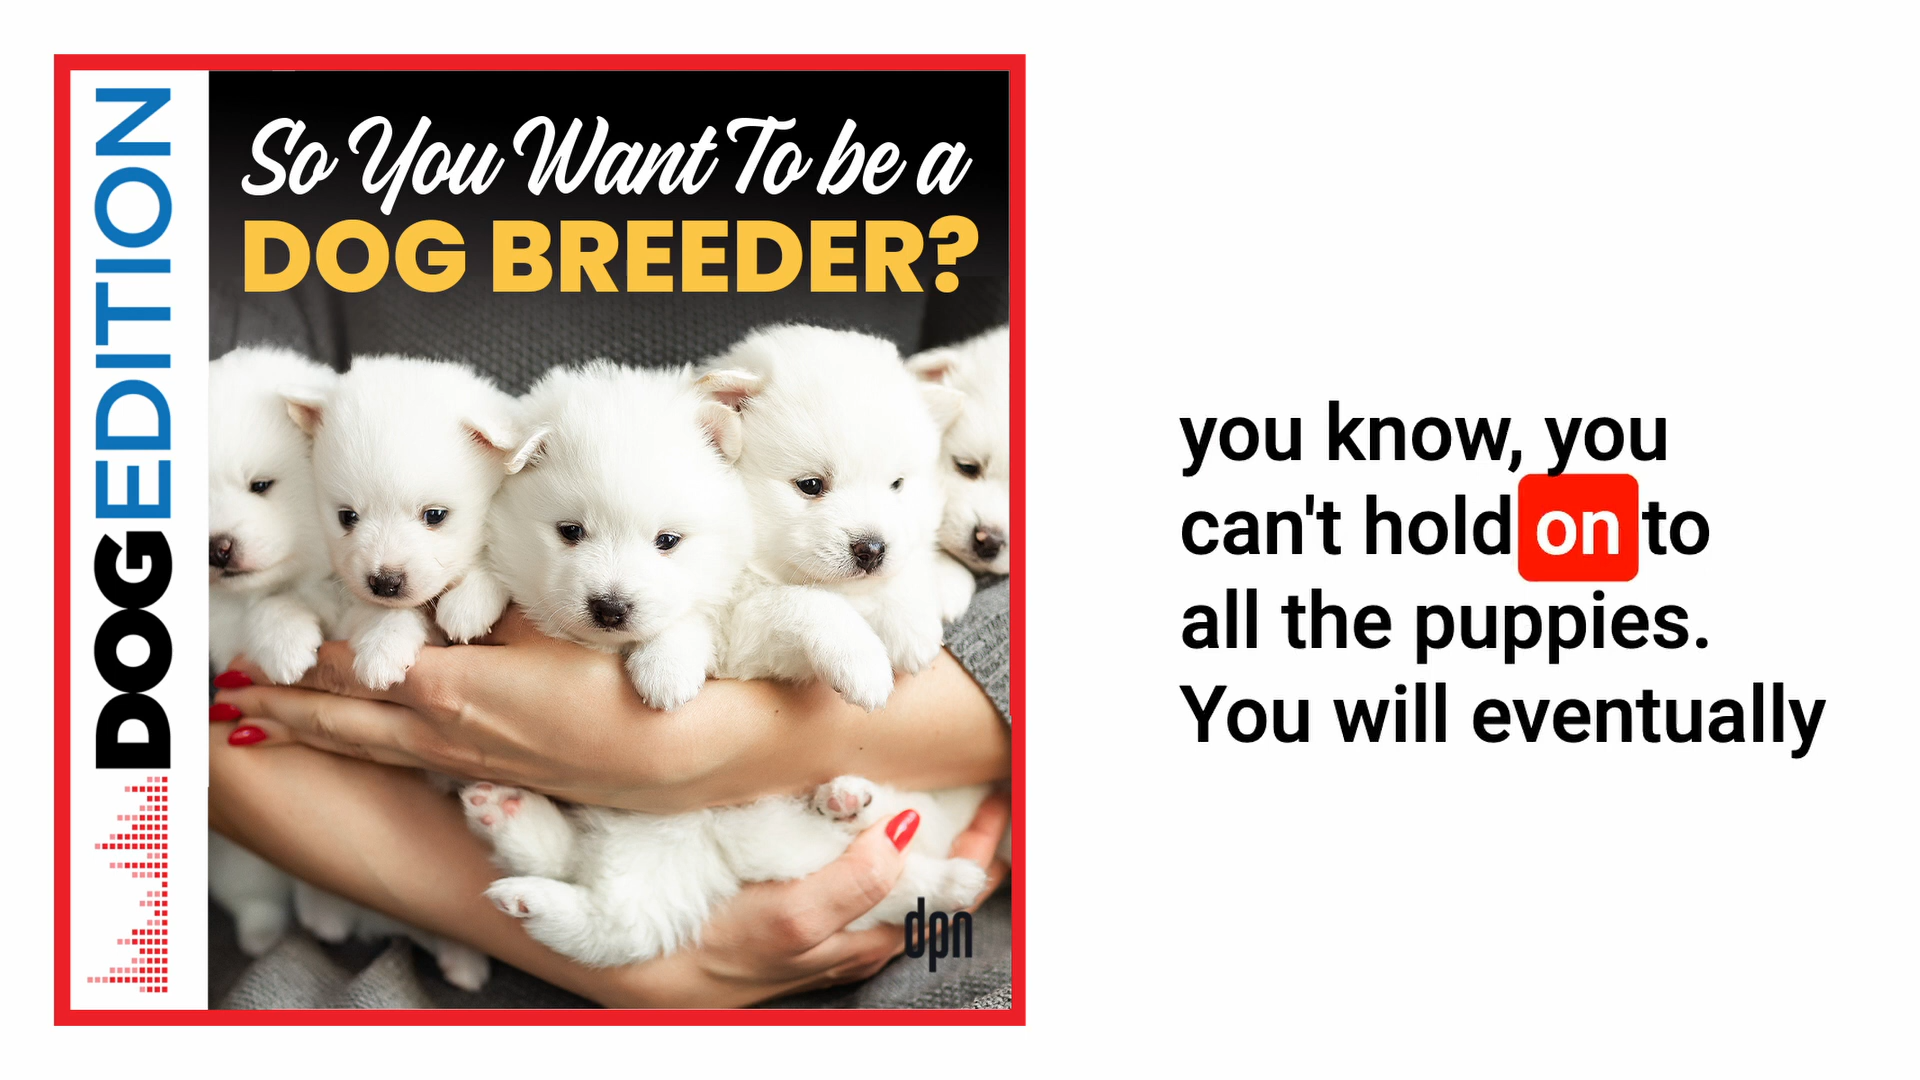 DOGEDITION
So You Want To be a
DOG BREEDER?
dpn
you know, you
can't hold on to
all the puppies.
You will eventually